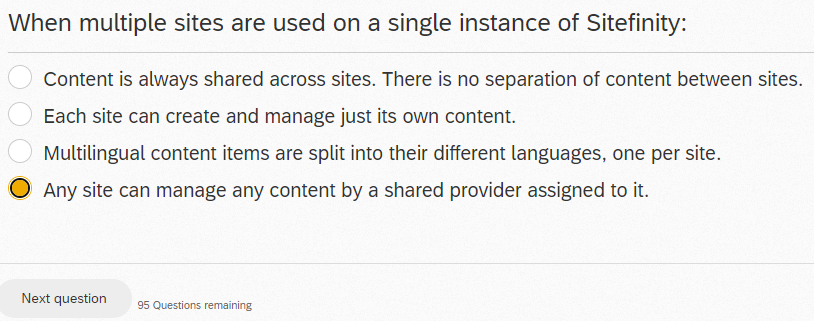 When multiple sites are used on a single instance of Sitefinity:
Content is always shared across sites. There is no separation of content between sites.
Each site can create and manage just its own content.
Multilingual content items are split into their different languages, one per site.
Any site can manage any content by a shared provider assigned to it.
Next question
95 Questions remaining